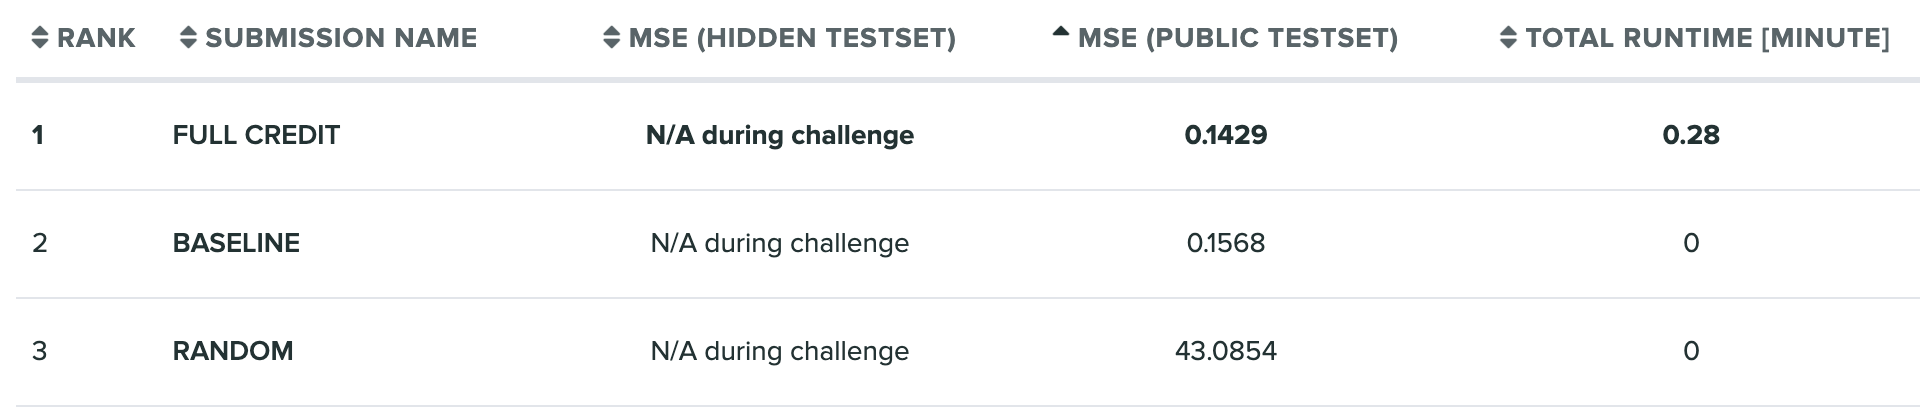 RANK SUBMISSION NAME MSE (HIDDEN TESTSET) MSE (PUBLIC TESTSET) TOTAL RUNTIME [MINUTE]
1 FULL CREDIT N/A during challenge 0.1429 0.28
2 BASELINE N/A during challenge 0.1568 0
3 RANDOM N/A during challenge 43.0854 0